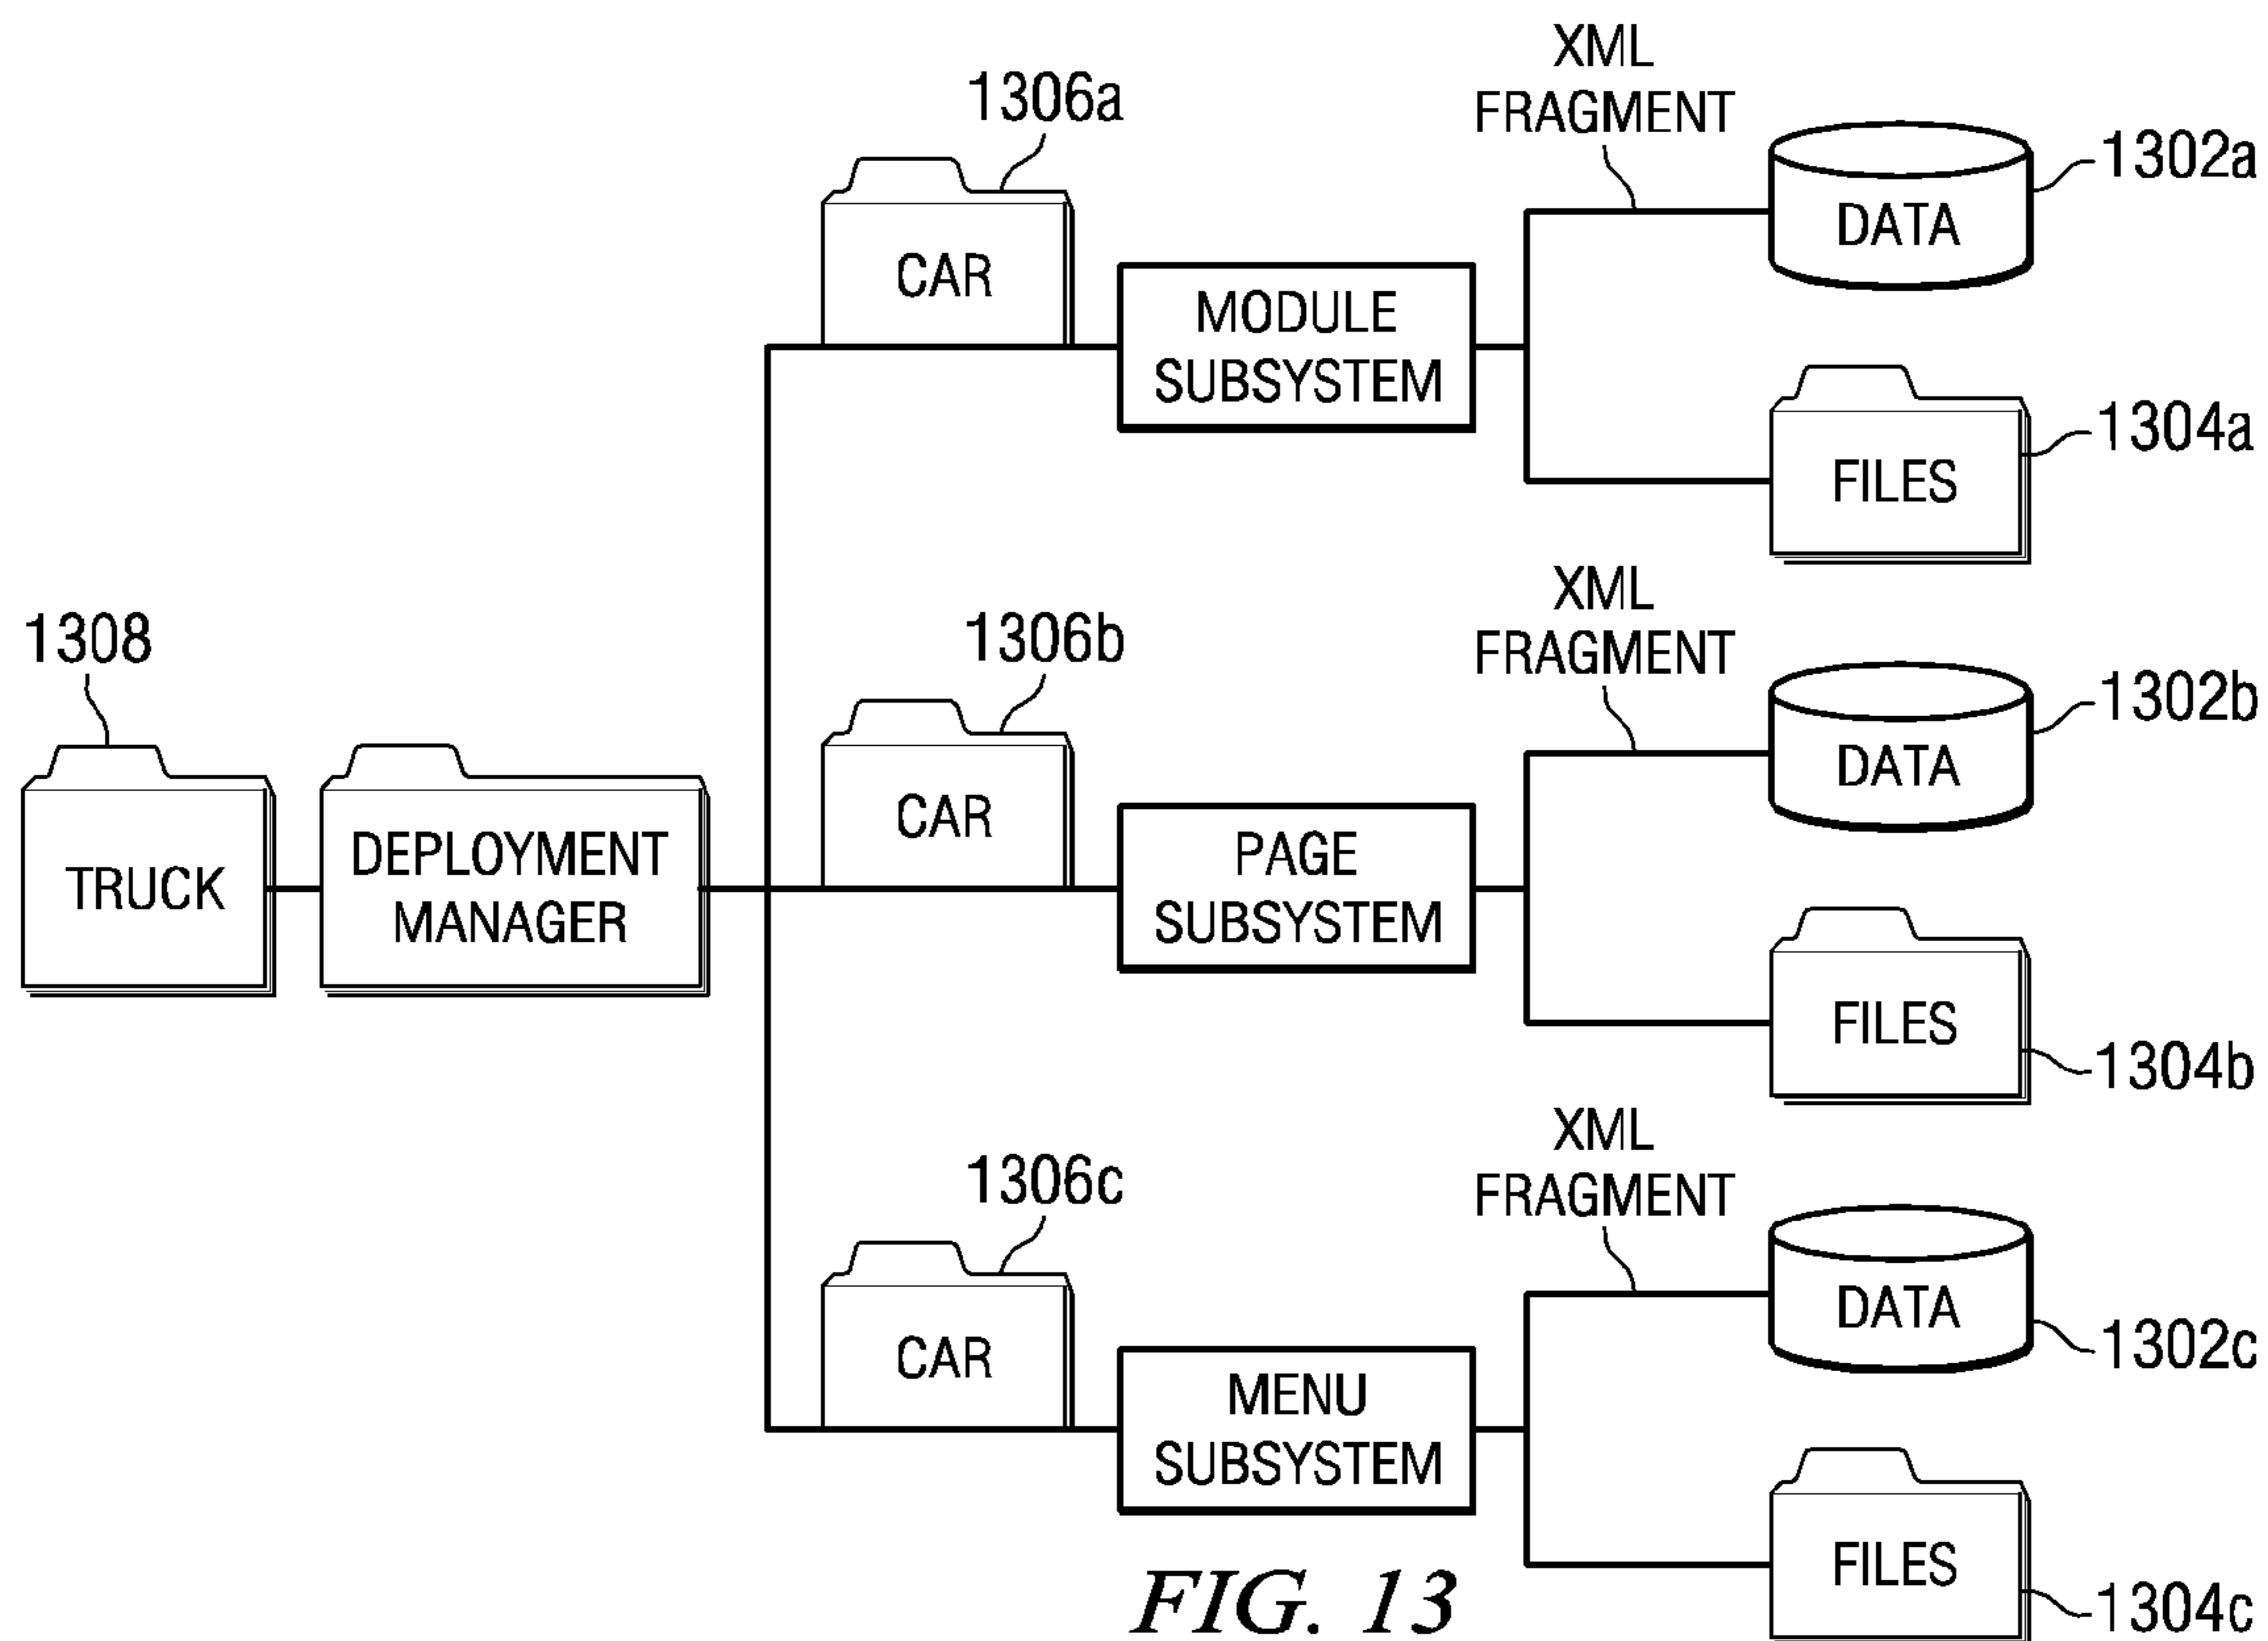 XML
FRAGMENT
1306a
1302a
DATA
CAR
MODULE
SUBSYSTEM
1304a
FILES
XML
FRAGMENT
1308
1306b
1302b
DATA
CAR
PAGE
SUBSYSTEM
TRUCK
DEPLOYMENT
MANAGER
FILES
1304b
XML
FRAGMENT
1306c
DATA
1302c
CAR
MENU
SUBSYSTEM
FILES
1304c
FIG. 13